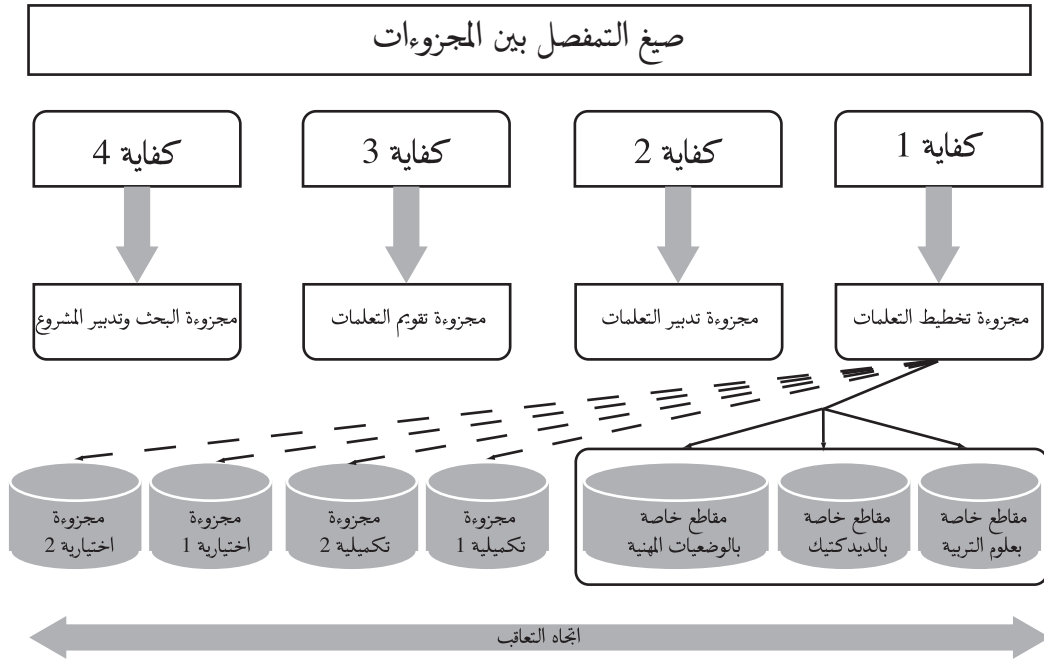 صيغ التمفصل بين المجزوءات
كفاية 1
كفاية 2
كفاية 3
كفاية 4
مجزوءة تخطيط التعلمات
مجزوءة تدبير التعلمات
مجزوءة تقويم التعلمات
مجزوءة البحث وتدبير المشروع
مقاطع خاصة
بعلوم التربية
مقاطع خاصة
بالديدكتيك
مقاطع خاصة
بالوضعيات المهنية
مجزوءة
تكميلية 1
مجزوءة
تكميلية 2
مجزوءة
اختيارية 1
مجزوءة
اختيارية 2
اتجاه التعاقب